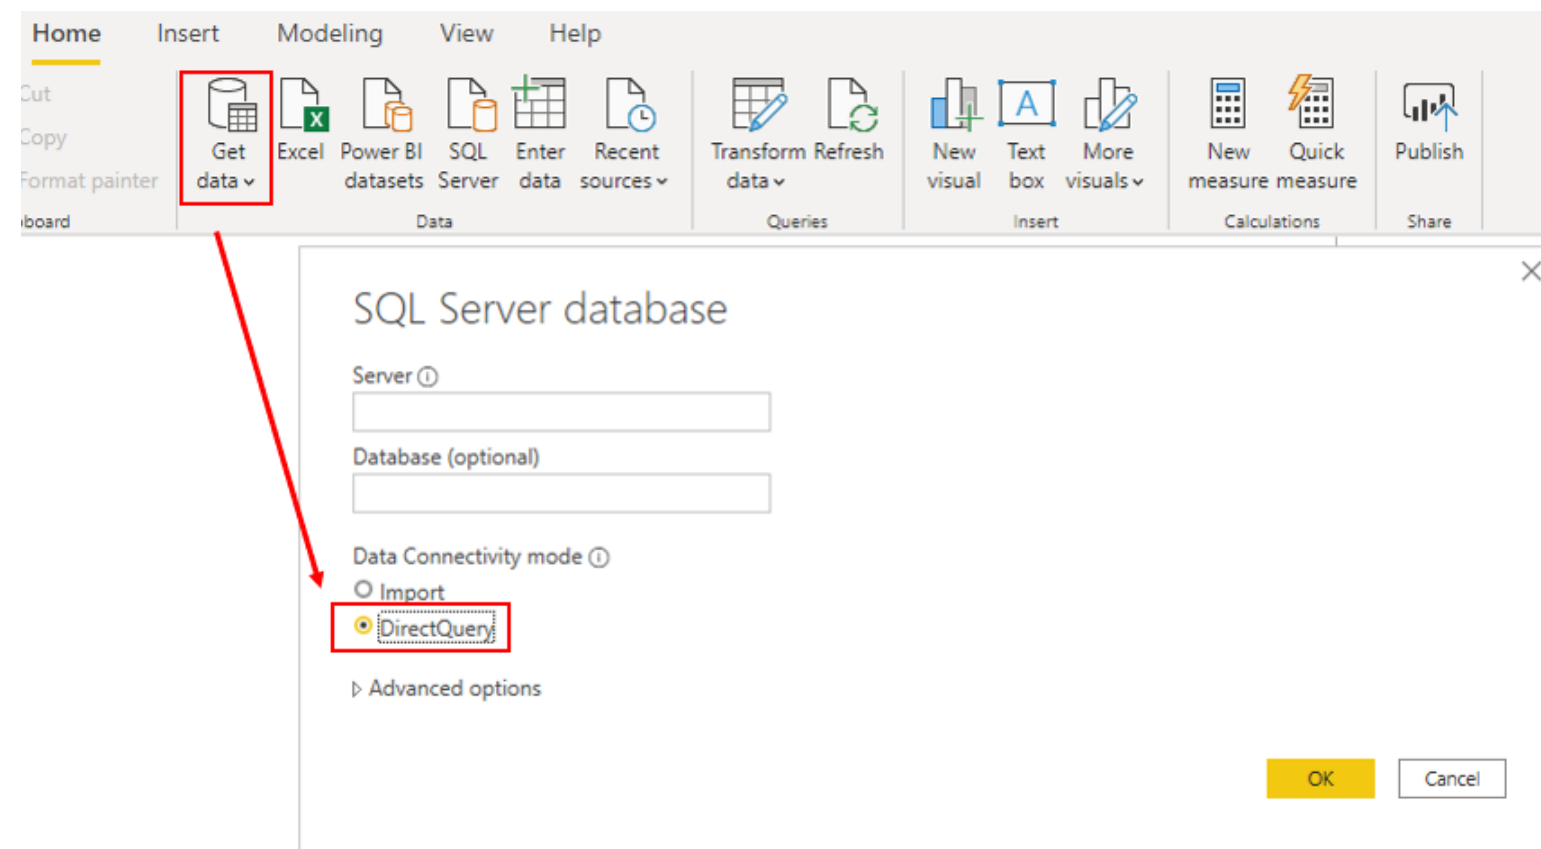 Home Insert Modeling View Help
Cut
Copy
Format painter
Get data
Excel
Power BI datasets
SQL Server
Enter data
Recent sources
Transform data
Refresh
New visual
A
Text box
More visuals
New measure
Quick measure
Publish
Data
Queries
Insert
Calculations
Share
SQL Server database
Server
Database (optional)
Data Connectivity mode
Import
DirectQuery
Advanced options
OK Cancel